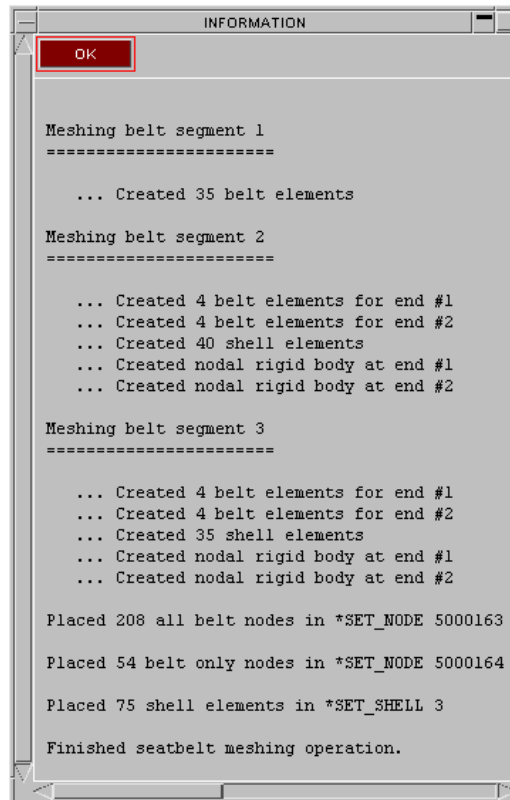 INFORMATION
OK
Meshing belt segment 1
=======================
... Created 35 belt elements
Meshing belt segment 2
=======================
... Created 4 belt elements for end #1
... Created 4 belt elements for end #2
... Created 40 shell elements
... Created nodal rigid body at end #1
... Created nodal rigid body at end #2
Meshing belt segment 3
=======================
... Created 4 belt elements for end #1
... Created 4 belt elements for end #2
... Created 35 shell elements
... Created nodal rigid body at end #1
... Created nodal rigid body at end #2
Placed 208 all belt nodes in *SET_NODE 5000163
Placed 54 belt only nodes in *SET_NODE 5000164
Placed 75 shell elements in *SET_SHELL 3
Finished seatbelt meshing operation.